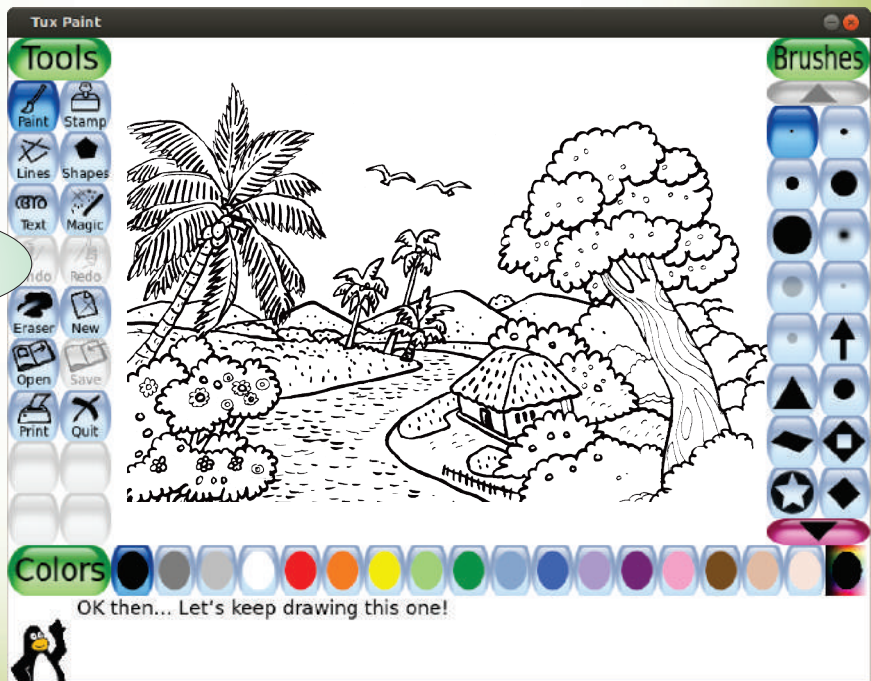 Tux Paint
Tools
Brushes
Paint Stamp
Lines Shapes
അ Text Magic
Redo
Eraser New
Open Save
Print Quit
Colors
OK then... Let's keep drawing this one!